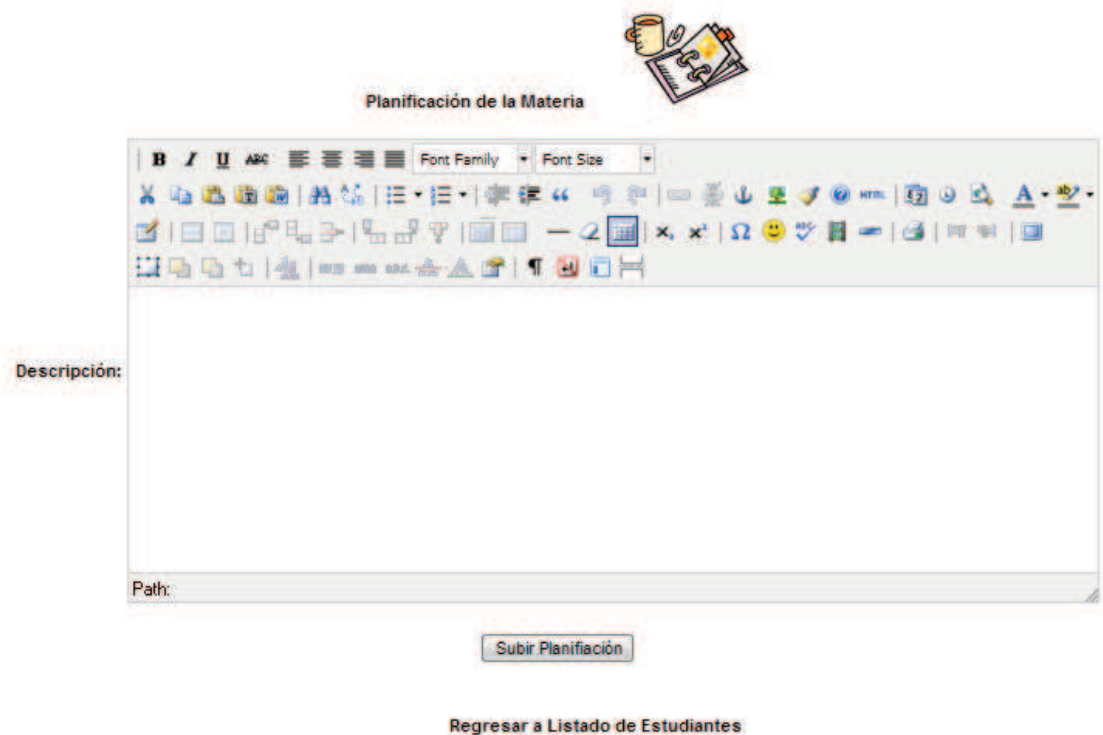 Planificación de la Materia
B I U ABC Font Family Font Size
HTML
Descripción:
Path:
Subir Planifiación
Regresar a Listado de Estudiantes